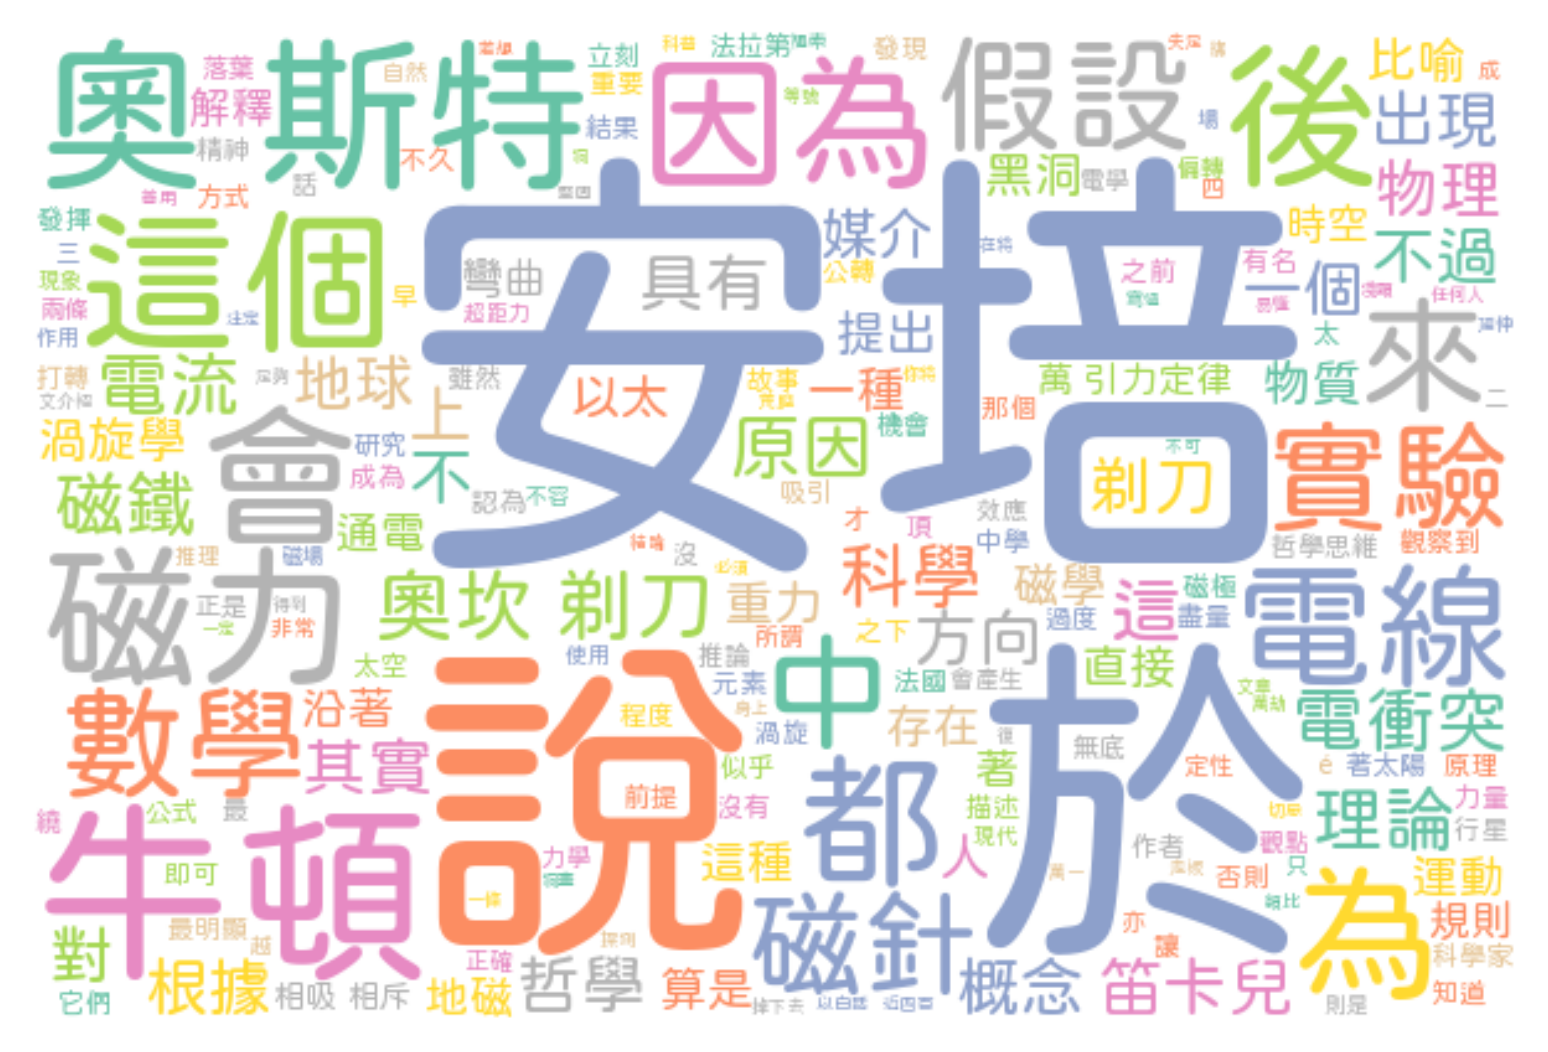 奧斯特
因為
假設
後
安培
說
於
牛頓
這個
會
磁力
數學
都
磁針
電線
實驗
來
為
中
奧坎 剃刀
剃刀
以太
具有
彎曲
超距力
雖然
認為
不容
原因
故事
一種
機會
吸引
媒介
公轉
提出
落葉
解釋
精神
自然
不久
方式
話
立刻
重要
結果
法拉第
發現
比喻
成
出現
場
黑洞
電學
偏轉
四
物理
時空
不過
有名
一個
之前
任何人
太
物質
二
萬 引力定律
那個
不可
效應
中學
哲學思維
觀察到
發揮
三
現象
兩條
作用
早
電流
地球
上
不
打轉
渦旋學
研究
成為
磁鐵
通電
推理
磁場
正是
得到
非常
沒
才
頂
科學
磁學
這
磁極
盡量
過度
重力
所謂
之下
方向
直接
太空
使用
推論
元素
法國
會產生
沿著
其實
程度
渦旋
存在
無底
定性
電衝突
著太陽
原理
é
公式
最
繞
前提
似乎
沒有
著
描述
現代
理論
力量
行星
觀點
只
作者
即可
力學
一條
這種
人
萬一
否則
運動
規則
科學家
最明顯
越
對
它們
根據
相吸 相斥
地磁
正確
哲學
算是
概念
亦
讓
笛卡兒
知道
則是